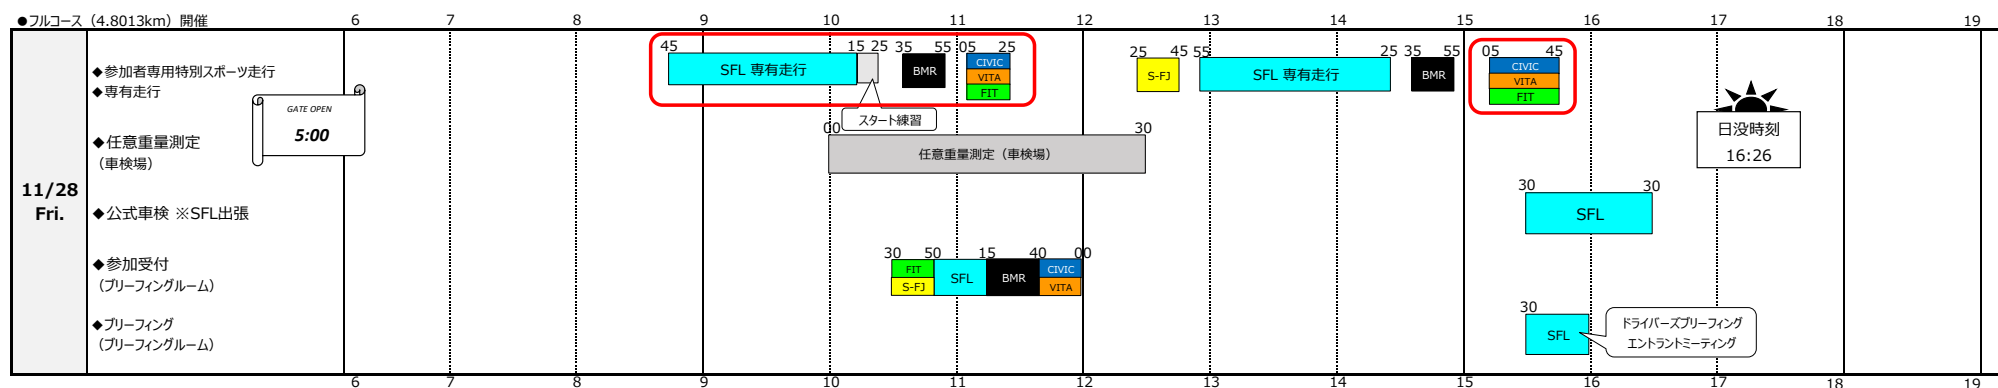 ●フルコース（4.8013km）開催
6 7 8 9 10 11 12 13 14 15 16 17 18 19
11/28
Fri.
◆参加者専用特別スポーツ走行
◆専有走行
GATE OPEN
5:00
45 15 25 35 55 05 25 25 45 55 25 35 55 05 45
SFL 専有走行
BMR
CIVIC
VITA
FIT
S-FJ
SFL 専有走行
BMR
CIVIC
VITA
FIT
スタート練習
日没時刻
16:26
◆任意重量測定
（車検場）
00 30
任意重量測定（車検場）
◆公式車検 ※SFL出張
30 30
SFL
◆参加受付
（ブリーフィングルーム）
30 50 15 40 00
FIT
S-FJ
SFL
BMR
CIVIC
VITA
◆ブリーフィング
（ブリーフィングルーム）
30
SFL
ドライバーズブリーフィング
エントラントミーティング
6 7 8 9 10 11 12 13 14 15 16 17 18 19